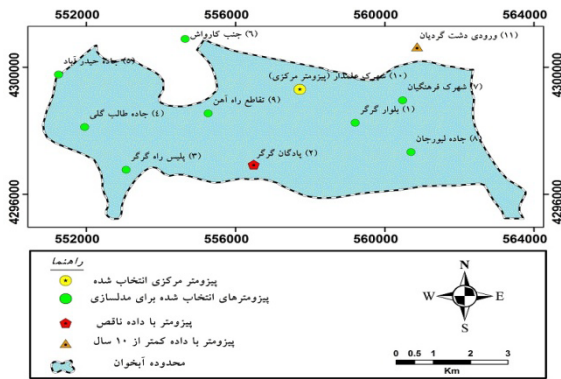 552000 556000 560000 564000
(۶) جنب کارواش
(۱۱) ورودی دشت گردیان
(۵) جاده حیدر آباد
(۱۰) شهرک علمدار (پیزومتر مرکزی)
(۷) شهرک فرهنگیان
(۹) تقاطع راه آهن
(۴) جاده طالب گلی
(۱) بلوار گرگر
(۸) جاده لیورجان
(۳) پلیس راه گرگر
(۲) پادگان گرگر
4300000
4300000
4296000
4296000
552000 556000 560000 564000
راهنما
پیزومتر مرکزی انتخاب شده
پیزومترهای انتخاب شده برای مدلسازی
پیزومتر با داده ناقص
پیزومتر با داده کمتر از ۱۰ سال
محدوده آبخوان
N
W E
S
0 0.5 1 2 3
Km